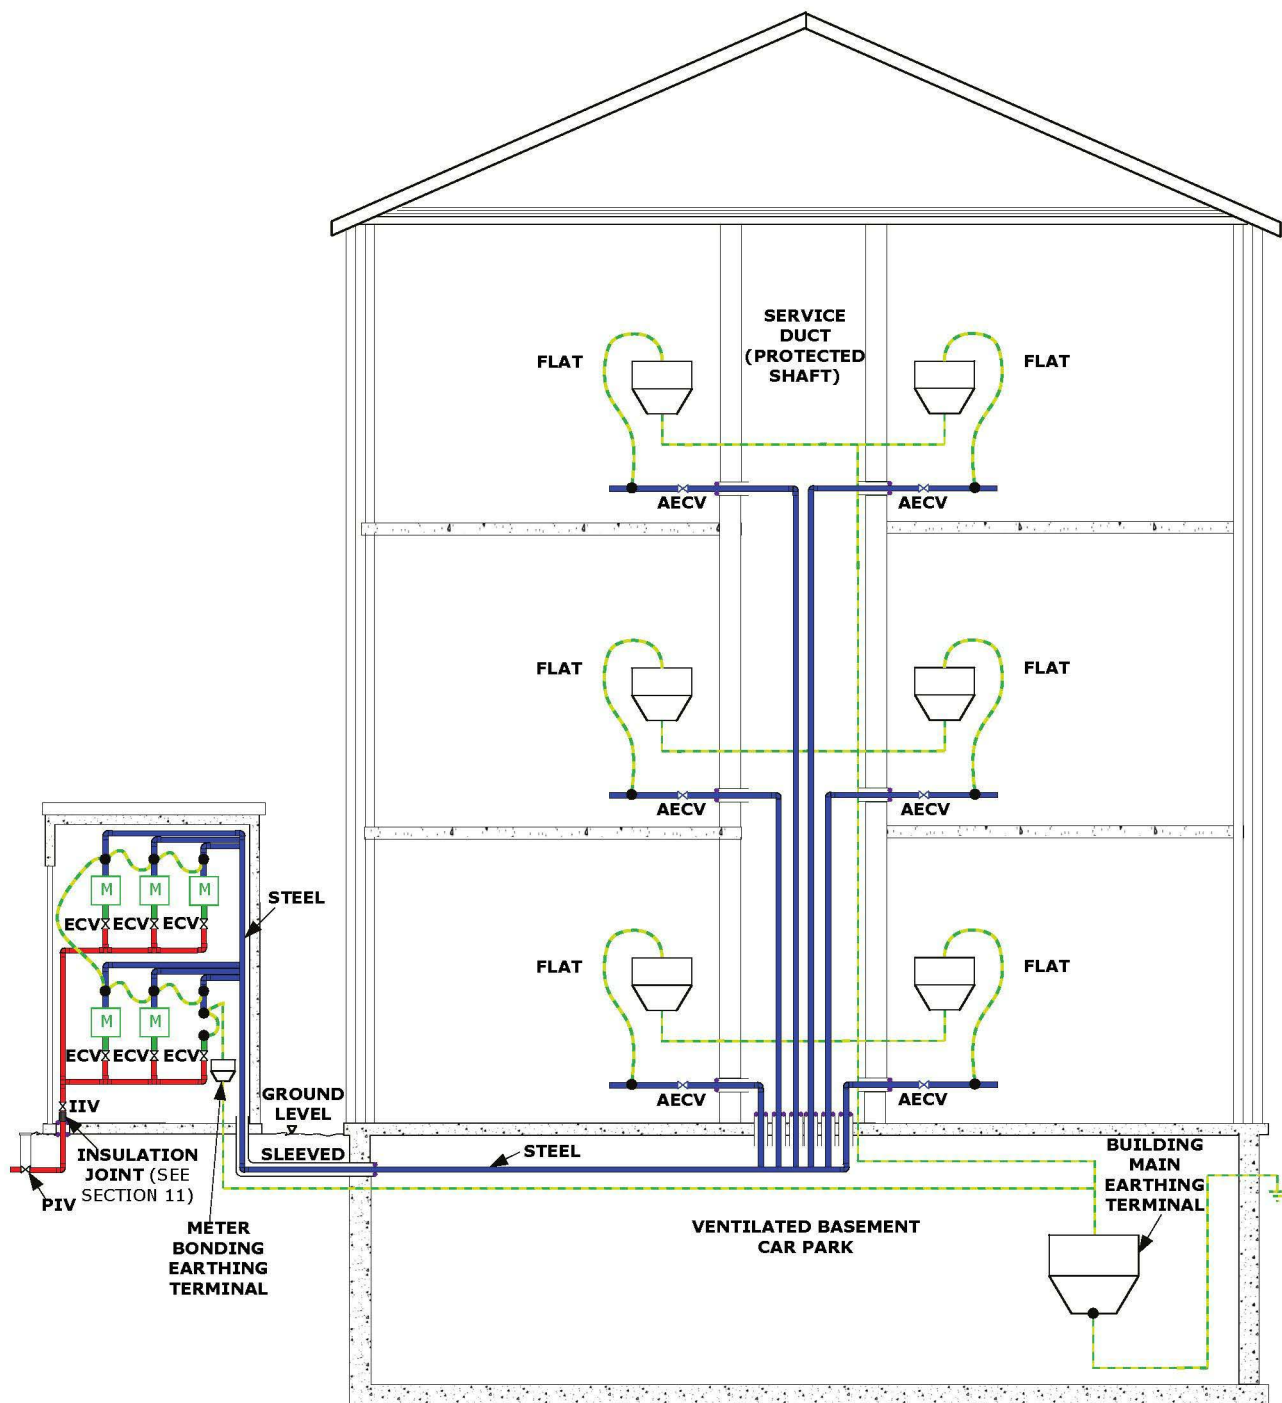 SERVICE
DUCT
(PROTECTED
SHAFT)
FLAT
FLAT
AECV
AECV
FLAT
FLAT
AECV
AECV
M
M
M
ECV
ECV
ECV
STEEL
FLAT
FLAT
M
M
ECV
ECV
ECV
AECV
AECV
IIV
GROUND
LEVEL
INSULATION
JOINT (SEE
SECTION 11)
SLEEVED
STEEL
PIV
METER
BONDING
EARTHING
TERMINAL
VENTILATED BASEMENT
CAR PARK
BUILDING
MAIN
EARTHING
TERMINAL